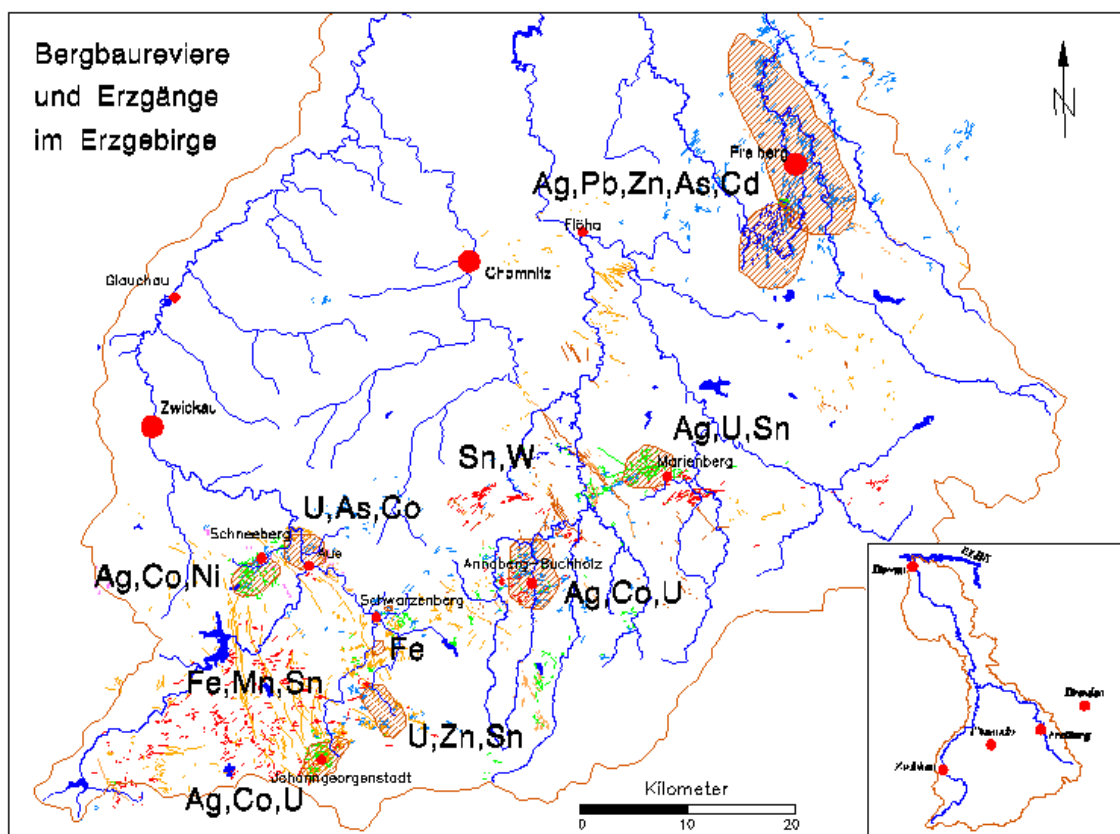 Bergbaureviere
und Erzgänge
im Erzgebirge
N
Freiberg
Ag,Pb,Zn,As,Cd
Flöha
Chemnitz
Glauchau
Zwickau
Ag,U,Sn
Marienberg
Sn,W
U,As,Co
Schneeberg
Aue
Ag,Co,Ni
Annaberg-Buchholz
Ag,Co,U
Schwarzenberg
Fe
Fe,Mn,Sn
U,Zn,Sn
Johanngeorgenstadt
Ag,Co,U
Kilometer
0 10 20
ELBE
Dessau
Dresden
Chemnitz
Freiberg
Zwickau